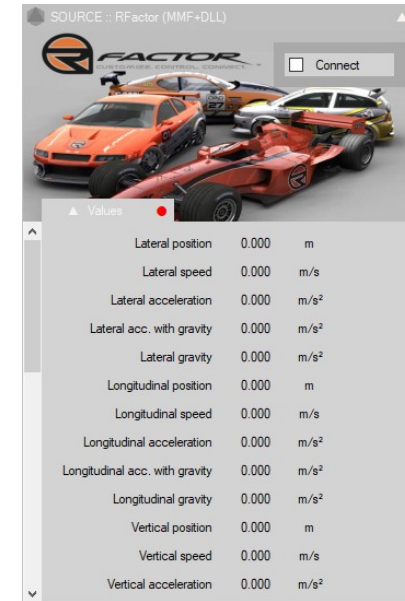 SOURCE :: RFactor (MMF+DLL)
FACTOR
CUSTOMIZE. CONTROL. CONNECT.
Connect
Values
Lateral position 0.000 m
Lateral speed 0.000 m/s
Lateral acceleration 0.000 m/s²
Lateral acc. with gravity 0.000 m/s²
Lateral gravity 0.000 m/s²
Longitudinal position 0.000 m
Longitudinal speed 0.000 m/s
Longitudinal acceleration 0.000 m/s²
Longitudinal acc. with gravity 0.000 m/s²
Longitudinal gravity 0.000 m/s²
Vertical position 0.000 m
Vertical speed 0.000 m/s
Vertical acceleration 0.000 m/s²